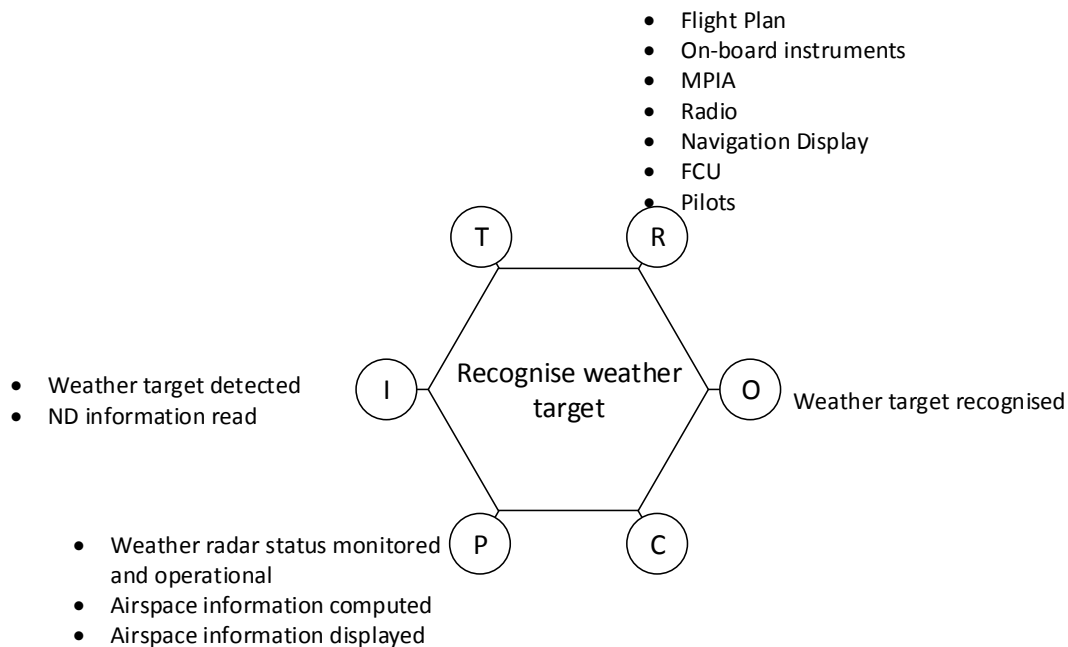 • Flight Plan
• On-board instruments
• MPIA
• Radio
• Navigation Display
• FCU
• Pilots
T
R
I
Recognise weather
target
O
• Weather target detected
• ND information read
Weather target recognised
P
C
• Weather radar status monitored
and operational
• Airspace information computed
• Airspace information displayed